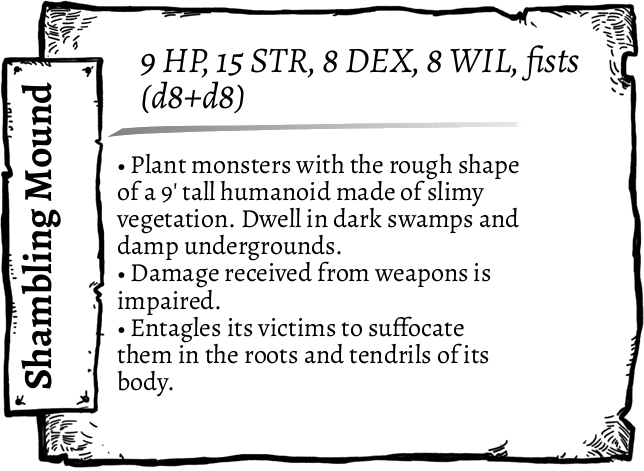 Shambling Mound
9 HP, 15 STR, 8 DEX, 8 WIL, fists
(d8+d8)
• Plant monsters with the rough shape
of a 9' tall humanoid made of slimy
vegetation. Dwell in dark swamps and
damp undergrounds.
• Damage received from weapons is
impaired.
• Entagles its victims to suffocate
them in the roots and tendrils of its
body.